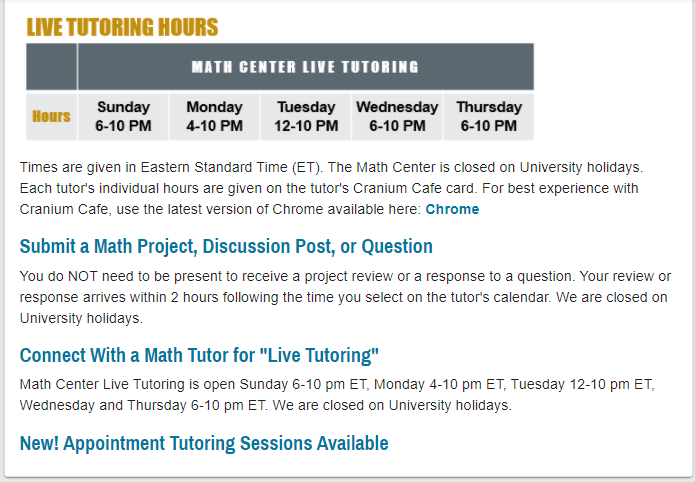 LIVE TUTORING HOURS
MATH CENTER LIVE TUTORING
Hours
Sunday Monday Tuesday Wednesday Thursday
6-10 PM 4-10 PM 12-10 PM 6-10 PM 6-10 PM
Times are given in Eastern Standard Time (ET). The Math Center is closed on University holidays.
Each tutor's individual hours are given on the tutor's Cranium Cafe card. For best experience with
Cranium Cafe, use the latest version of Chrome available here: Chrome
Submit a Math Project, Discussion Post, or Question
You do NOT need to be present to receive a project review or a response to a question. Your review or
response arrives within 2 hours following the time you select on the tutor's calendar. We are closed on
University holidays.
Connect With a Math Tutor for "Live Tutoring"
Math Center Live Tutoring is open Sunday 6-10 pm ET, Monday 4-10 pm ET, Tuesday 12-10 pm ET,
Wednesday and Thursday 6-10 pm ET. We are closed on University holidays.
New! Appointment Tutoring Sessions Available